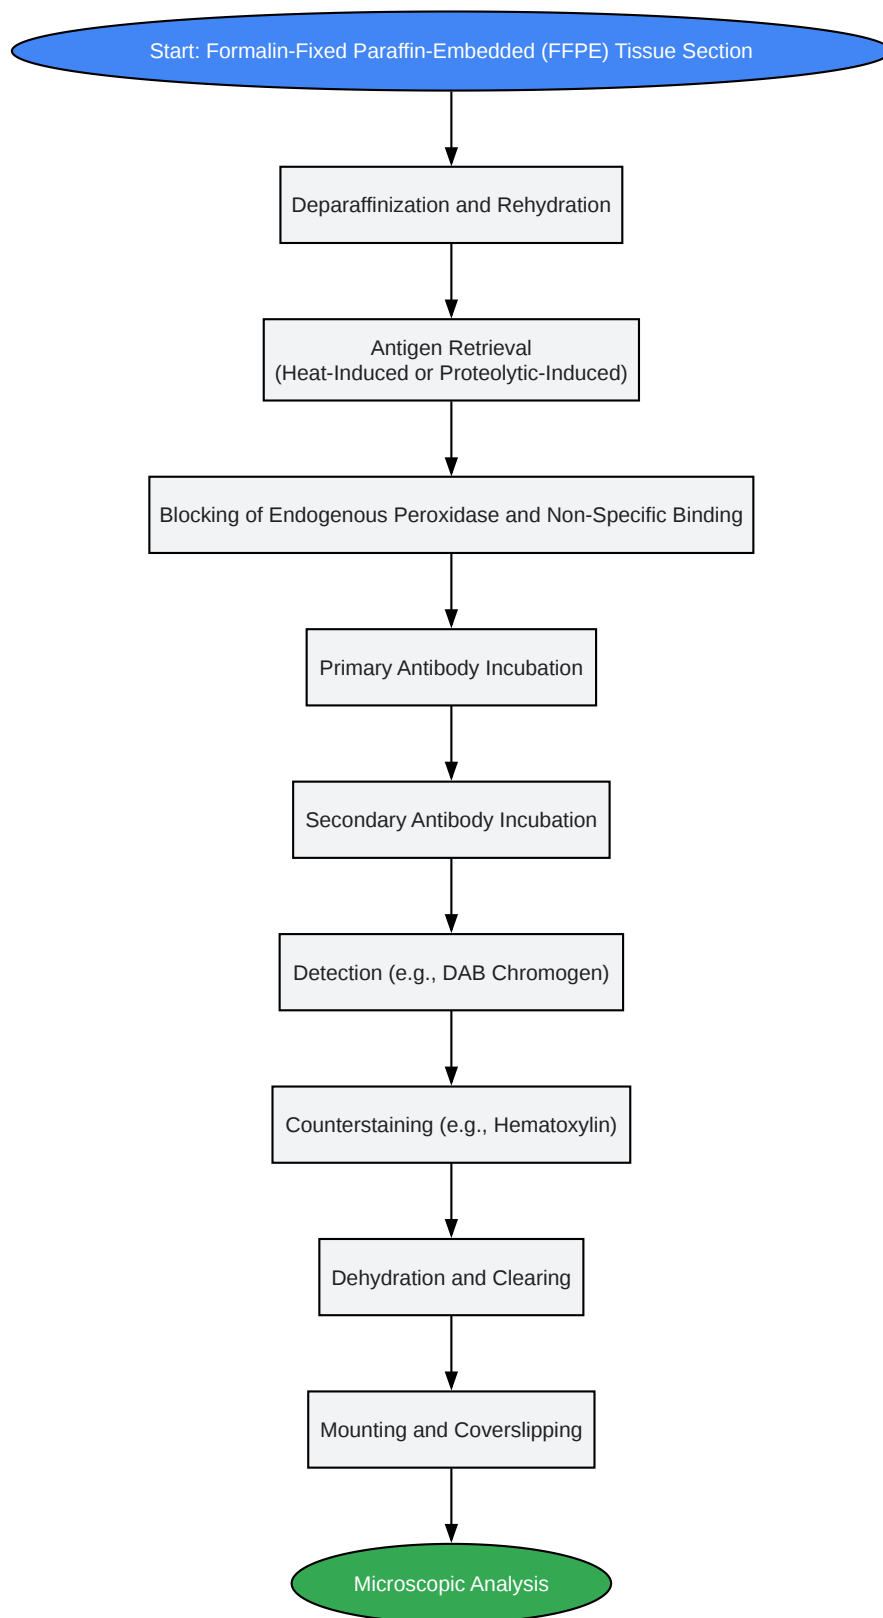 Start: Formalin-Fixed Paraffin-Embedded (FFPE) Tissue Section
Deparaffinization and Rehydration
Antigen Retrieval
(Heat-Induced or Proteolytic-Induced)
Blocking of Endogenous Peroxidase and Non-Specific Binding
Primary Antibody Incubation
Secondary Antibody Incubation
Detection (e.g., DAB Chromogen)
Counterstaining (e.g., Hematoxylin)
Dehydration and Clearing
Mounting and Coverslipping
Microscopic Analysis